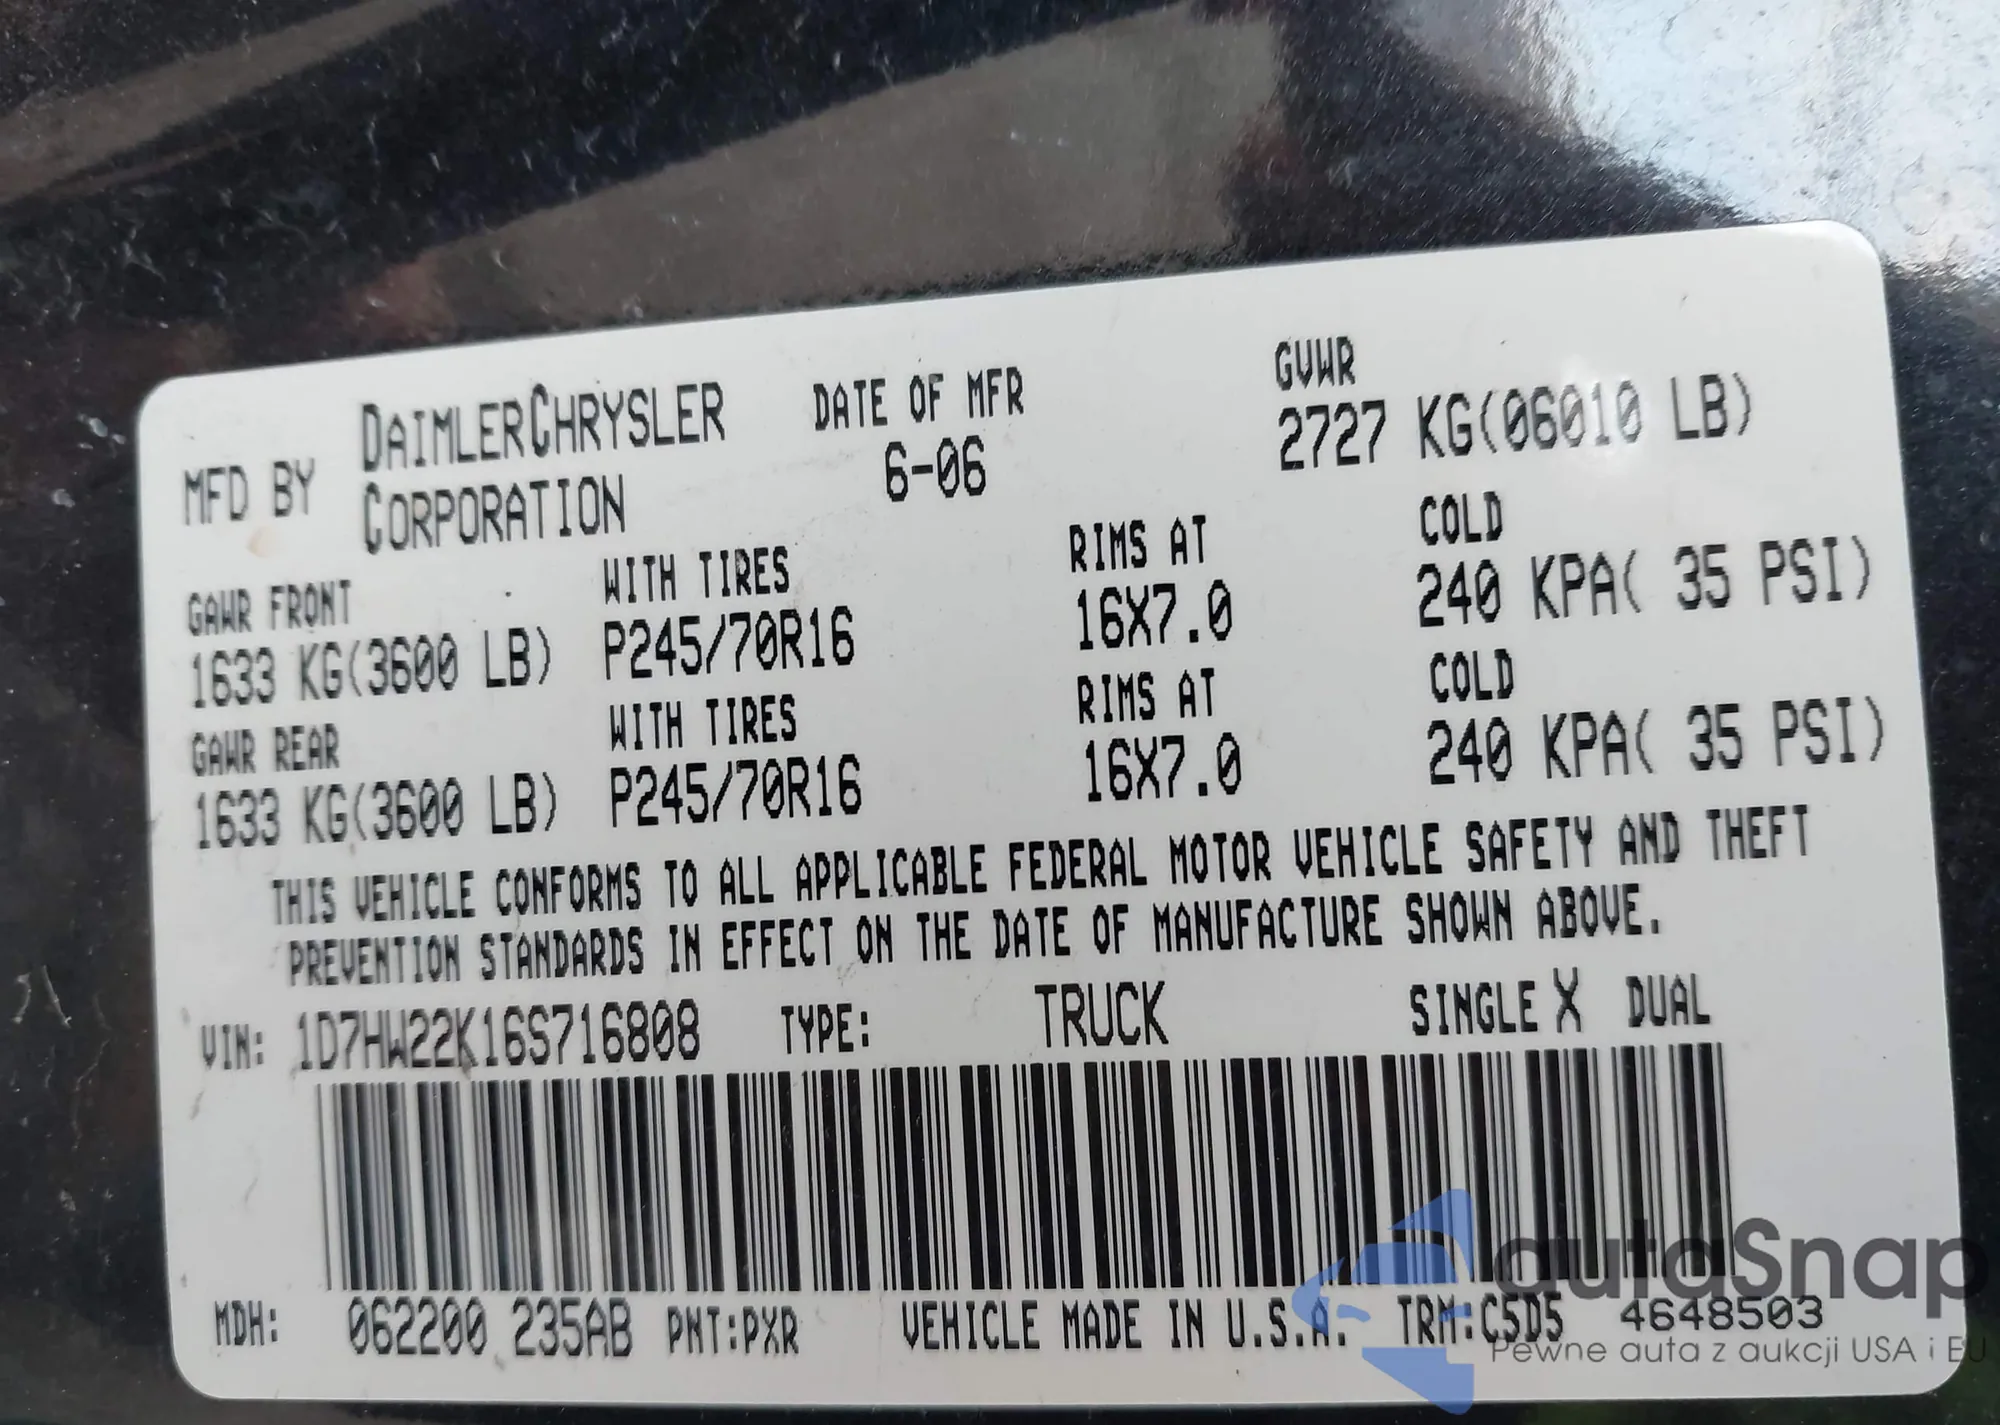 MFD BY DAIMLERCHRYSLER CORPORATION DATE OF MFR 6-06 GVWR 2727 KG(06010 LB)
GAWR FRONT WITH TIRES RIMS AT COLD
1633 KG(3600 LB) P245/70R16 16X7.0 240 KPA( 35 PSI)
GAWR REAR WITH TIRES RIMS AT COLD
1633 KG(3600 LB) P245/70R16 16X7.0 240 KPA( 35 PSI)
THIS VEHICLE CONFORMS TO ALL APPLICABLE FEDERAL MOTOR VEHICLE SAFETY AND THEFT
PREVENTION STANDARDS IN EFFECT ON THE DATE OF MANUFACTURE SHOWN ABOVE.
VIN: 1D7HW22K16S716808 TYPE: TRUCK SINGLE X DUAL
MDH: 062200 235AB PNT:PXR VEHICLE MADE IN U.S.A. TRM:C5D5 4648503
autaSnap
Pewne auta z aukcji USA i EU